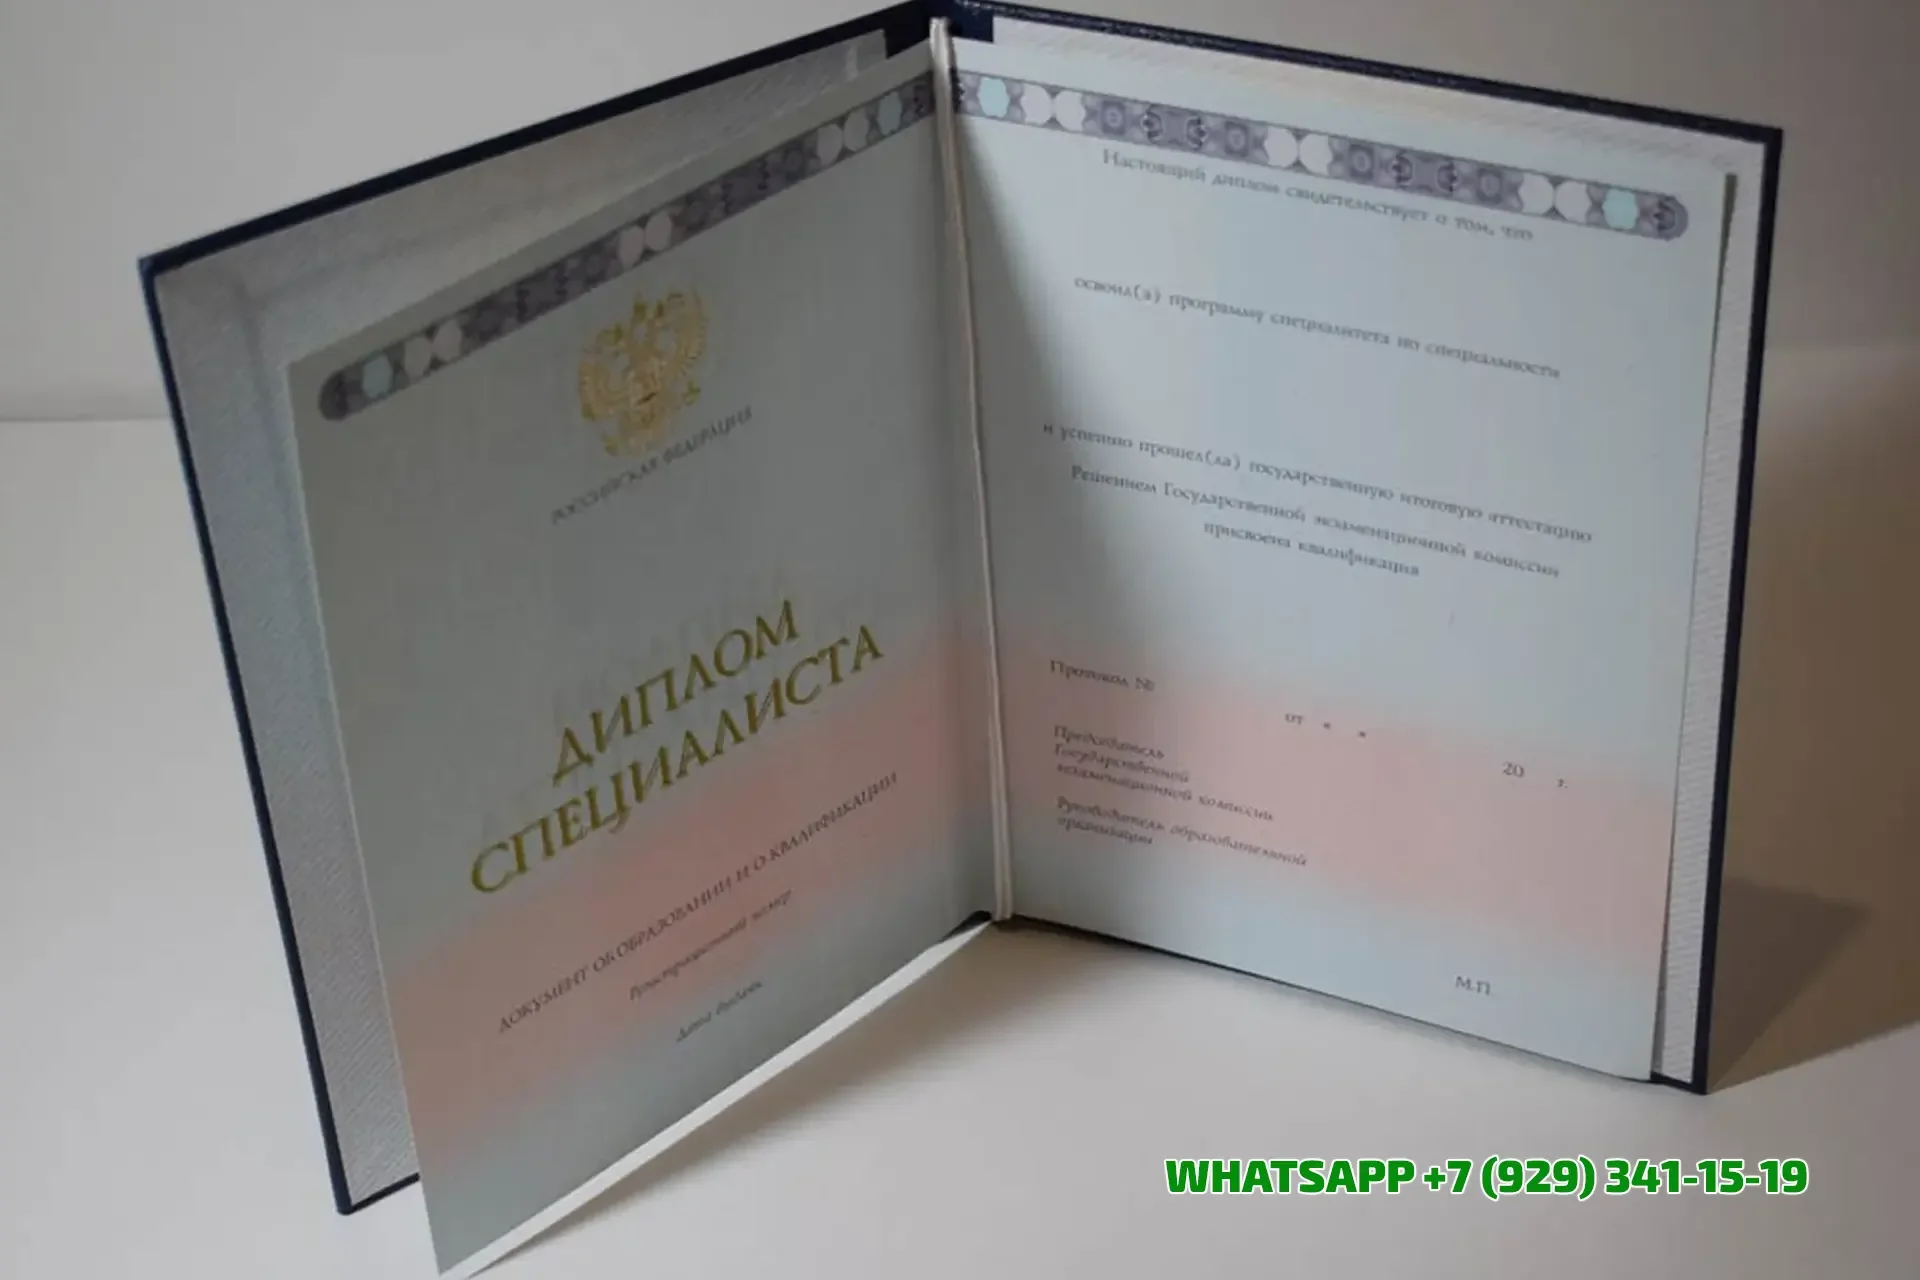 РОССИЙСКАЯ ФЕДЕРАЦИЯ
ДИПЛОМ
СПЕЦИАЛИСТА
ДОКУМЕНТ ОБ ОБРАЗОВАНИИ И О КВАЛИФИКАЦИИ
Регистрационный номер
Дата выдачи
Настоящий диплом свидетельствует о том, что
освоил(а) программу специалитета по специальности
и успешно прошел(ла) государственную итоговую аттестацию
Решением Государственной экзаменационной комиссии
присвоена квалификация
Протокол №
от « »
20 г.
Председатель
Государственной
экзаменационной комиссии
Руководитель образовательной
организации
М.П.
WHATSAPP +7 (929) 341-15-19